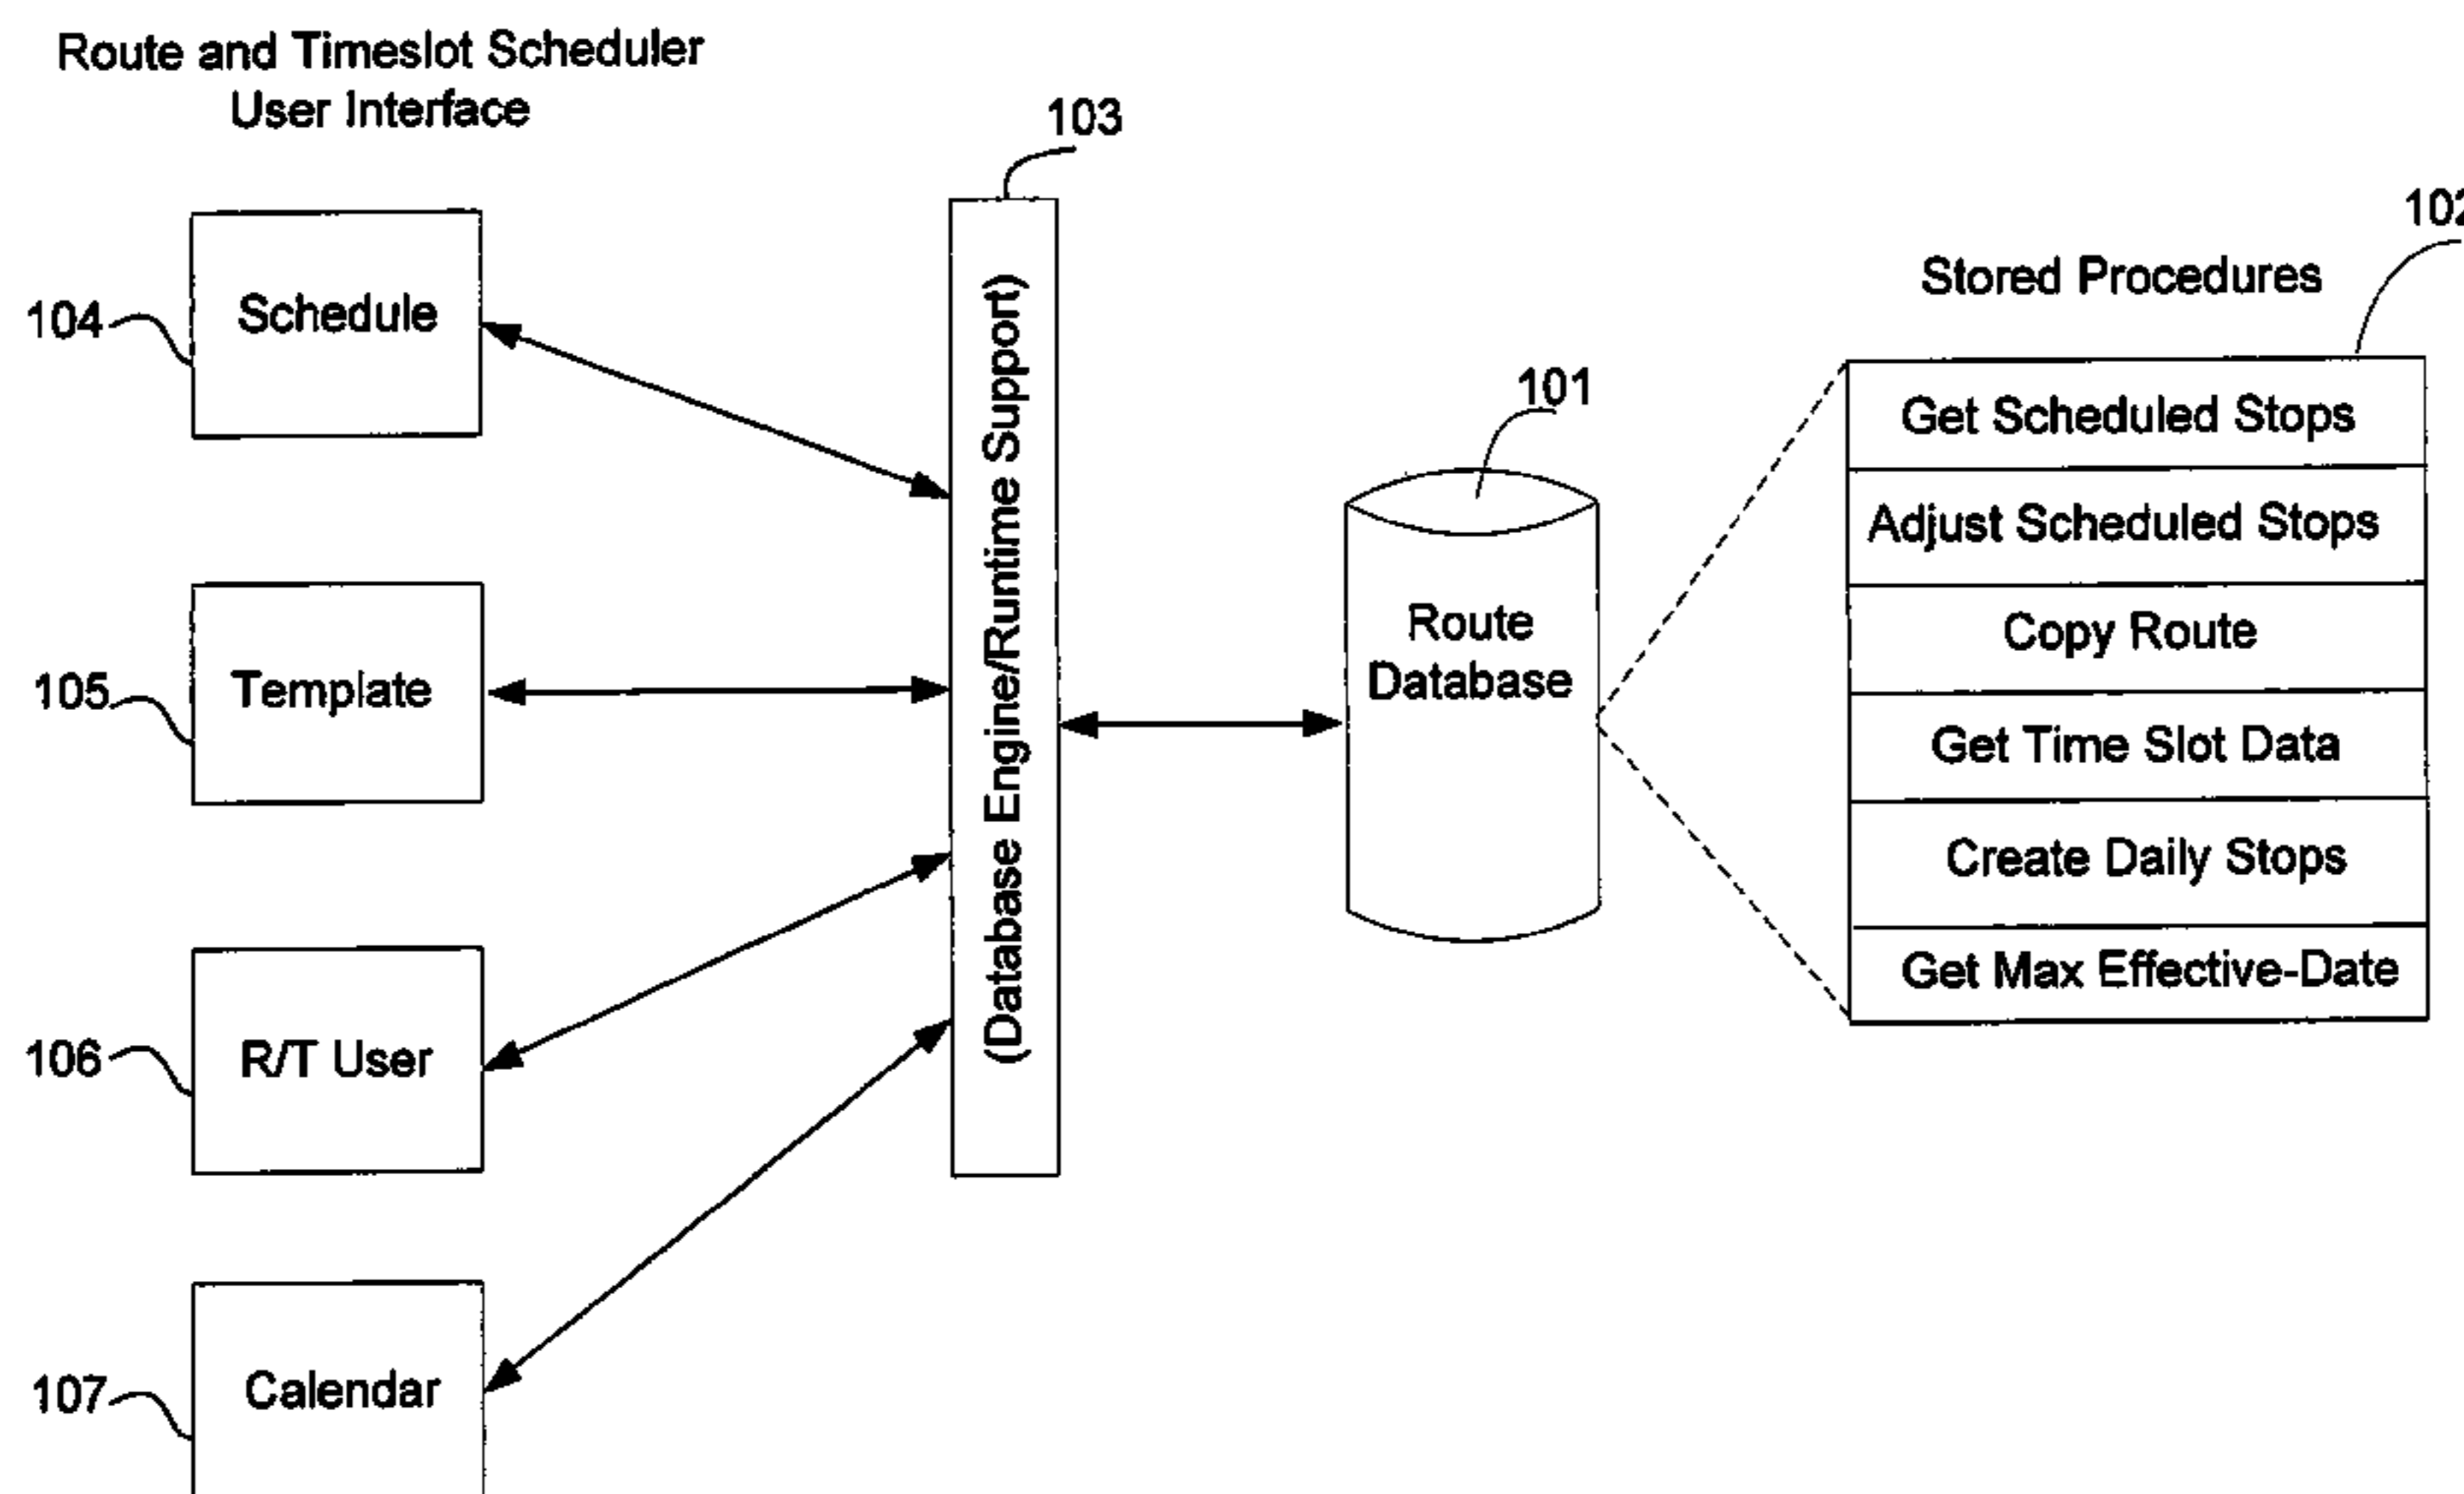 Route and Timeslot Scheduler
User Interface
103
102
Stored Procedures
Schedule
104
(Database Engine/Runtime Support)
101
Get Scheduled Stops
Adjust Scheduled Stops
Route
Database
Copy Route
Template
105
Get Time Slot Data
Create Daily Stops
Get Max Effective-Date
R/T User
106
Calendar
107